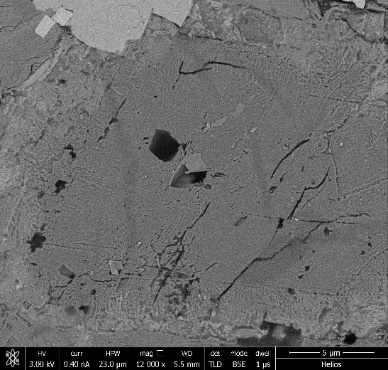 HV curr HFW mag WD det mode dwell 5 µm
3.00 kV 0.40 nA 23.0 µm 12 000 x 5.5 mm TLD BSE 1 µs Helios